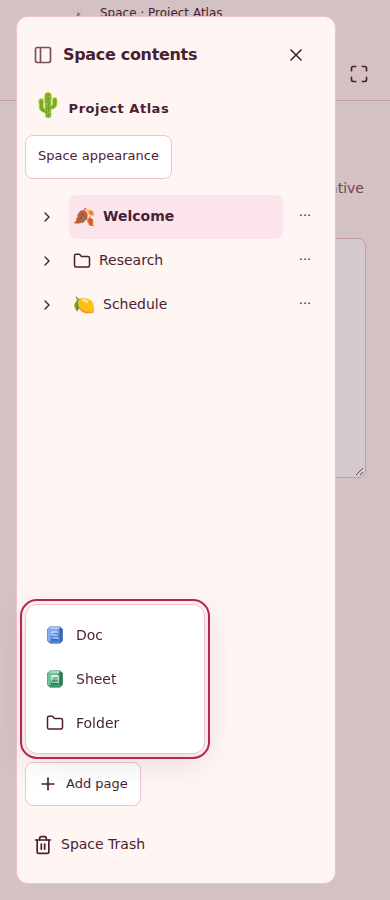 Space · Project Atlas
Space contents
Project Atlas
Space appearance
Welcome
Research
Schedule
Doc
Sheet
Folder
Add page
Space Trash